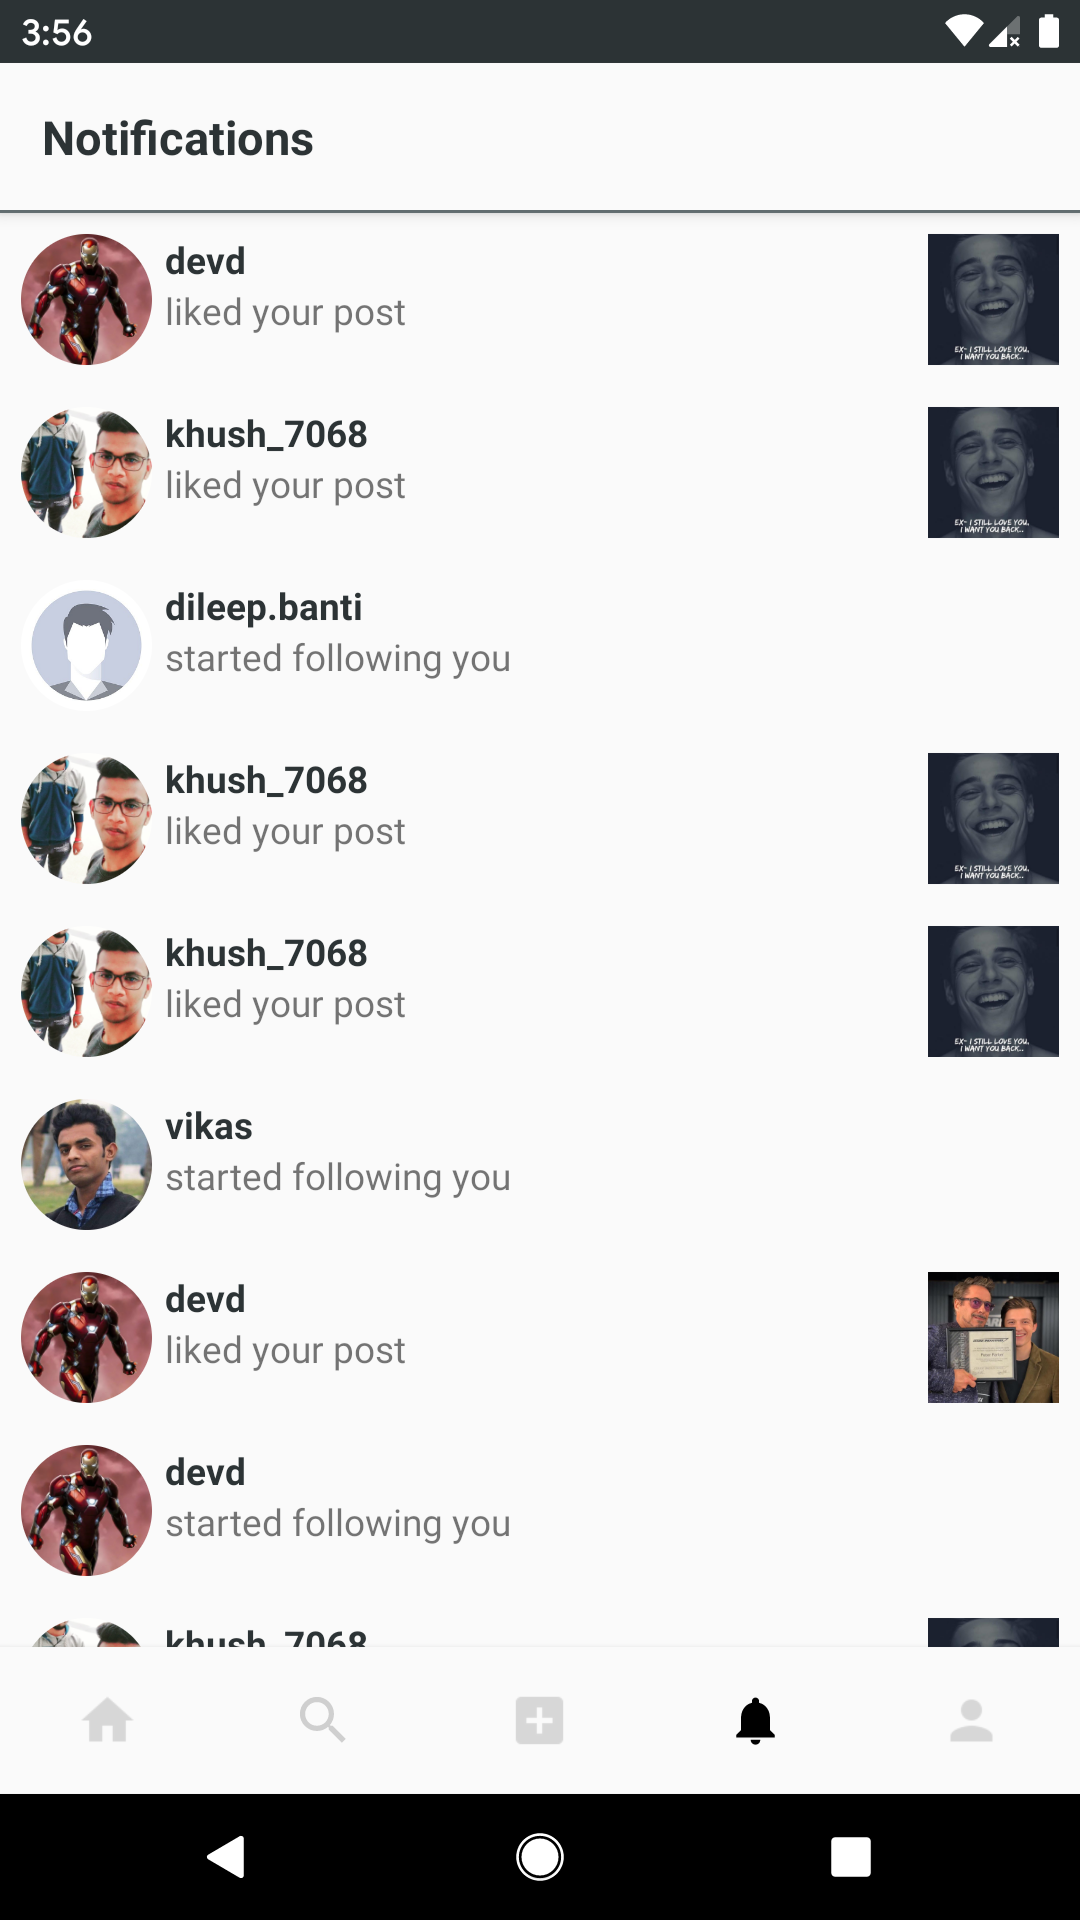 3:56
Notifications
devd
liked your post
EX- I STILL LOVE YOU,
I WANT YOU BACK..
khush_7068
liked your post
EX- I STILL LOVE YOU,
I WANT YOU BACK..
dileep.banti
started following you
khush_7068
liked your post
EX- I STILL LOVE YOU,
I WANT YOU BACK..
khush_7068
liked your post
EX- I STILL LOVE YOU,
I WANT YOU BACK..
vikas
started following you
devd
liked your post
devd
started following you
khush_7068